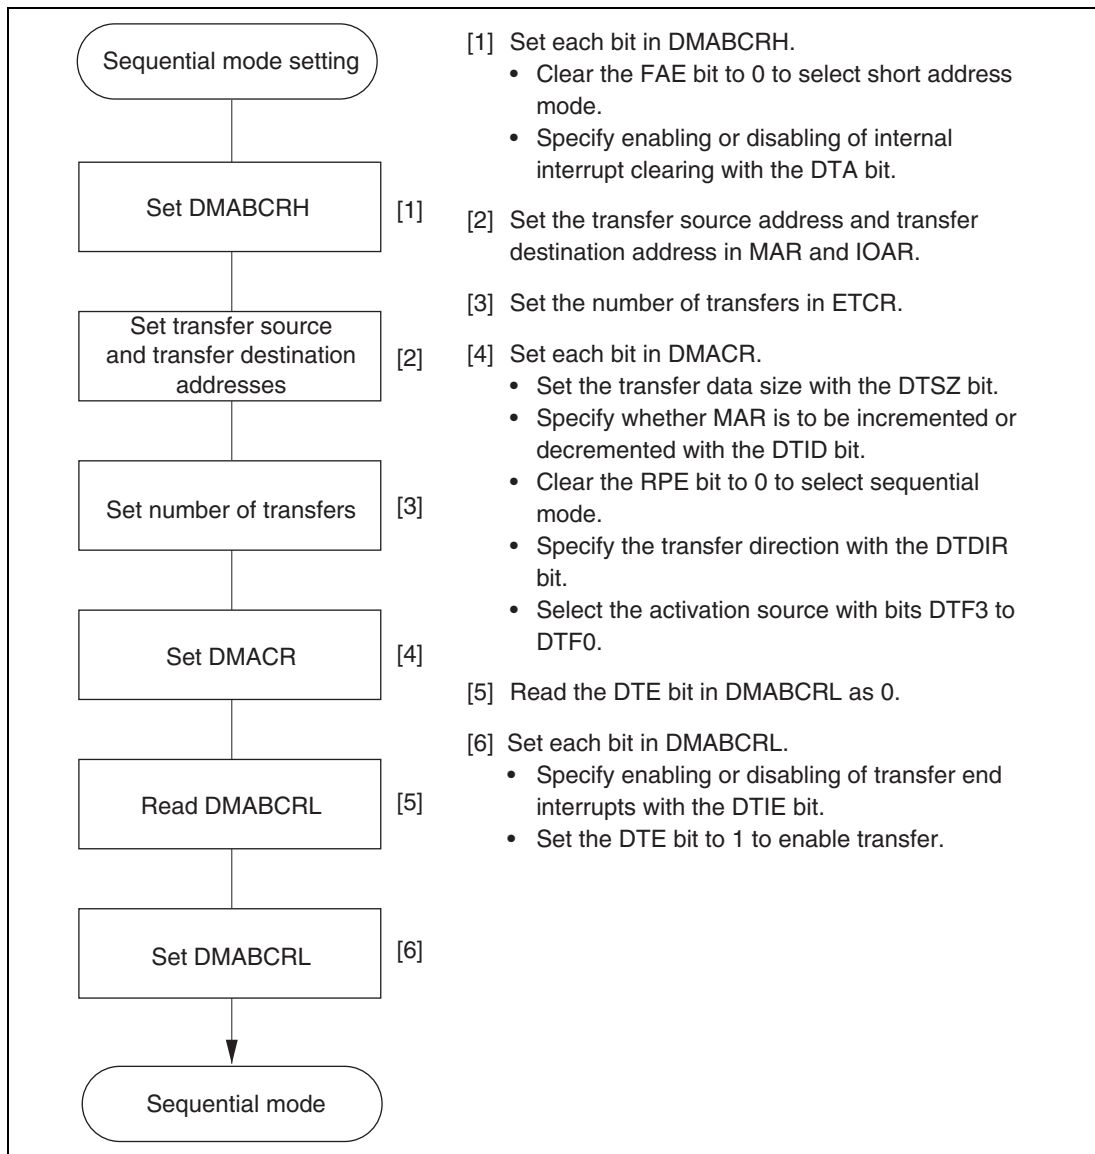 Sequential mode setting
Set DMABCRH
[1]
Set transfer source
and transfer destination
addresses
[2]
Set number of transfers
[3]
Set DMACR
[4]
Read DMABCRL
[5]
Set DMABCRL
[6]
Sequential mode
[1] Set each bit in DMABCRH.
• Clear the FAE bit to 0 to select short address
mode.
• Specify enabling or disabling of internal
interrupt clearing with the DTA bit.
[2] Set the transfer source address and transfer
destination address in MAR and IOAR.
[3] Set the number of transfers in ETCR.
[4] Set each bit in DMACR.
• Set the transfer data size with the DTSZ bit.
• Specify whether MAR is to be incremented or
decremented with the DTID bit.
• Clear the RPE bit to 0 to select sequential
mode.
• Specify the transfer direction with the DTDIR
bit.
• Select the activation source with bits DTF3 to
DTF0.
[5] Read the DTE bit in DMABCRL as 0.
[6] Set each bit in DMABCRL.
• Specify enabling or disabling of transfer end
interrupts with the DTIE bit.
• Set the DTE bit to 1 to enable transfer.